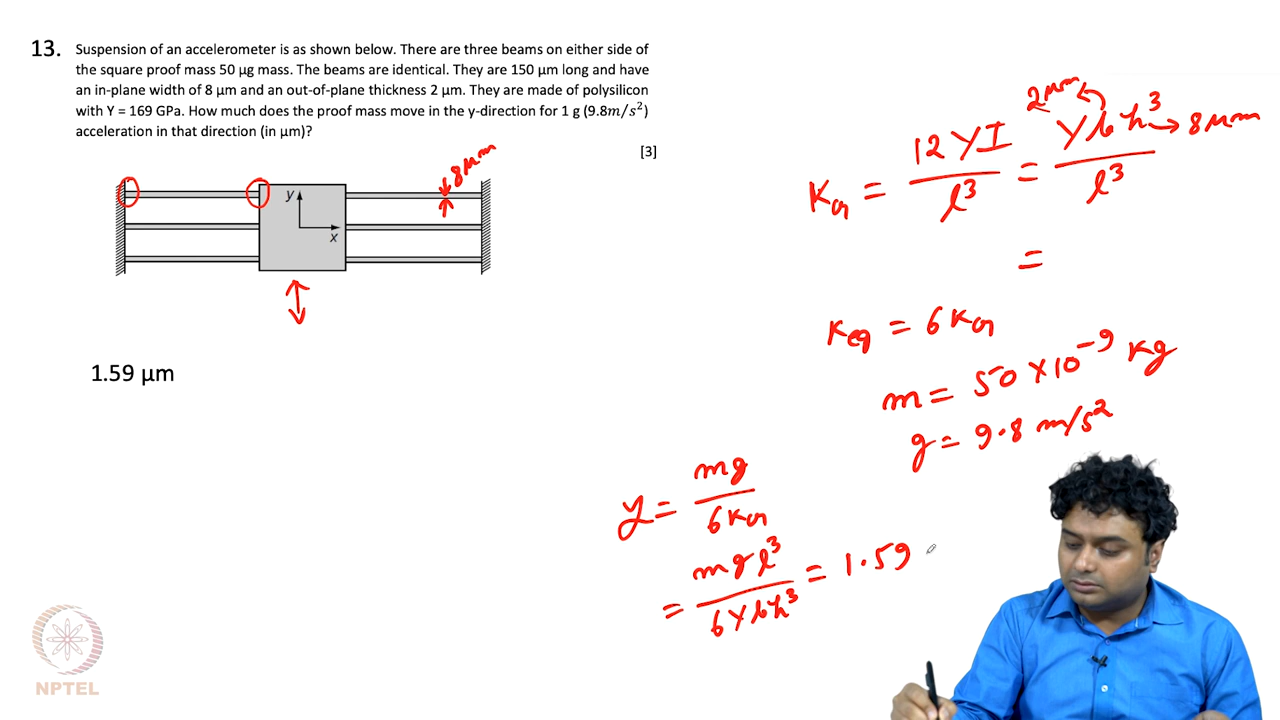 13. Suspension of an accelerometer is as shown below. There are three beams on either side of
the square proof mass 50 μg mass. The beams are identical. They are 150 μm long and have
an in-plane width of 8 μm and an out-of-plane thickness 2 μm. They are made of polysilicon
with Y = 169 GPa. How much does the proof mass move in the y-direction for 1 g (9.8m/s²)
acceleration in that direction (in μm)?
[3]
8μm
y
x
1.59 μm
2μm
K_G = 12YI / l³ = Ybh³ / l³ → 8μm
=
K_eq = 6K_G
m = 50 × 10⁻⁹ Kg
g = 9.8 m/s²
y = mg / 6K_G
= mgl³ / 6Ybh³ = 1.59
NPTEL